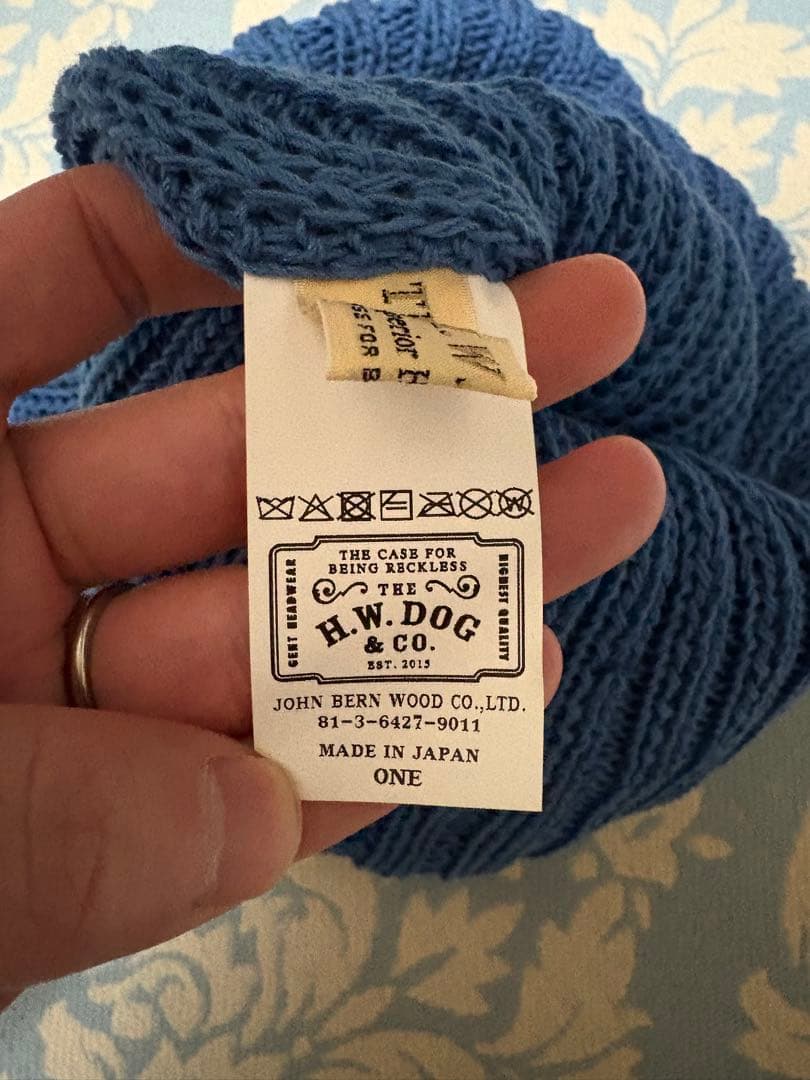 THE CASE FOR
BEING RECKLESS
GENT HEADWEAR
THE
H.W. DOG
& CO.
EST. 2015
HIGHEST QUALITY
JOHN BERN WOOD CO.,LTD.
81-3-6427-9011
MADE IN JAPAN
ONE